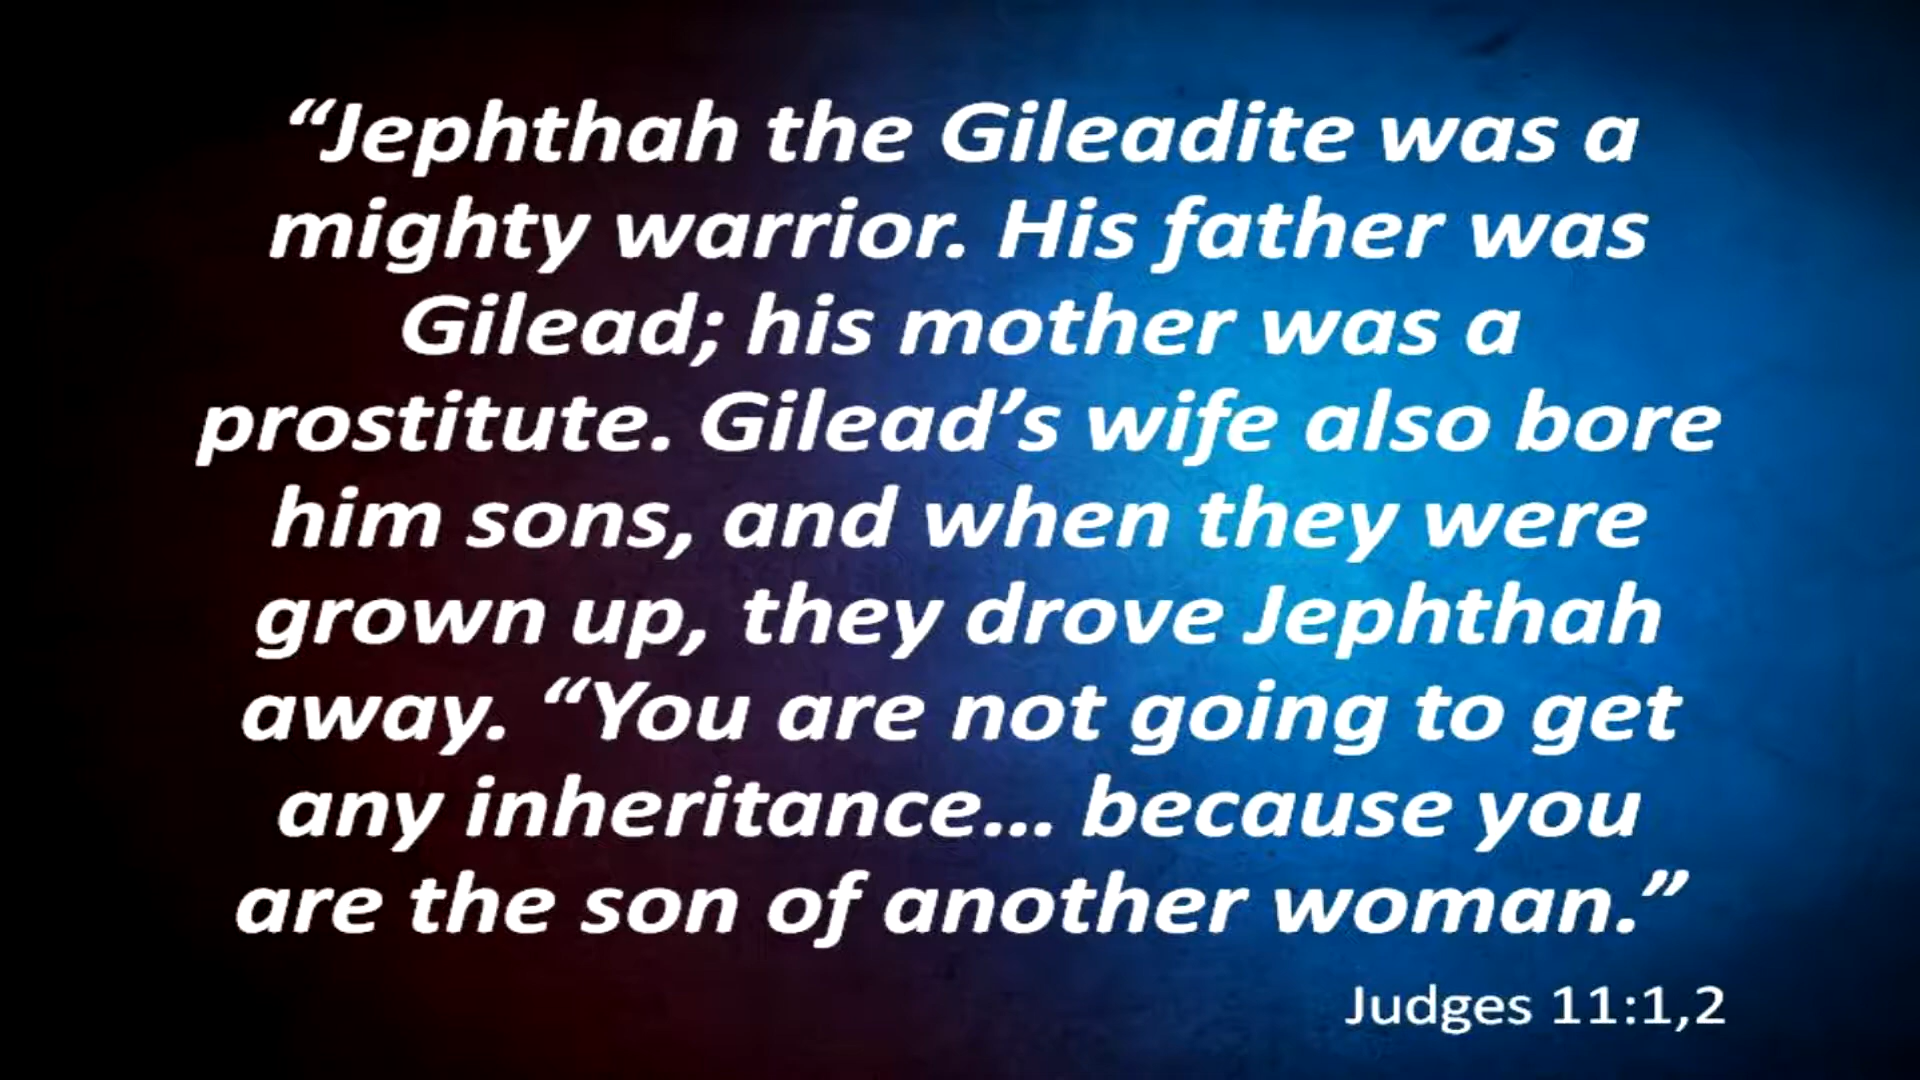 “Jephthah the Gileadite was a
mighty warrior. His father was
Gilead; his mother was a
prostitute. Gilead’s wife also bore
him sons, and when they were
grown up, they drove Jephthah
away. “You are not going to get
any inheritance... because you
are the son of another woman.”
Judges 11:1,2